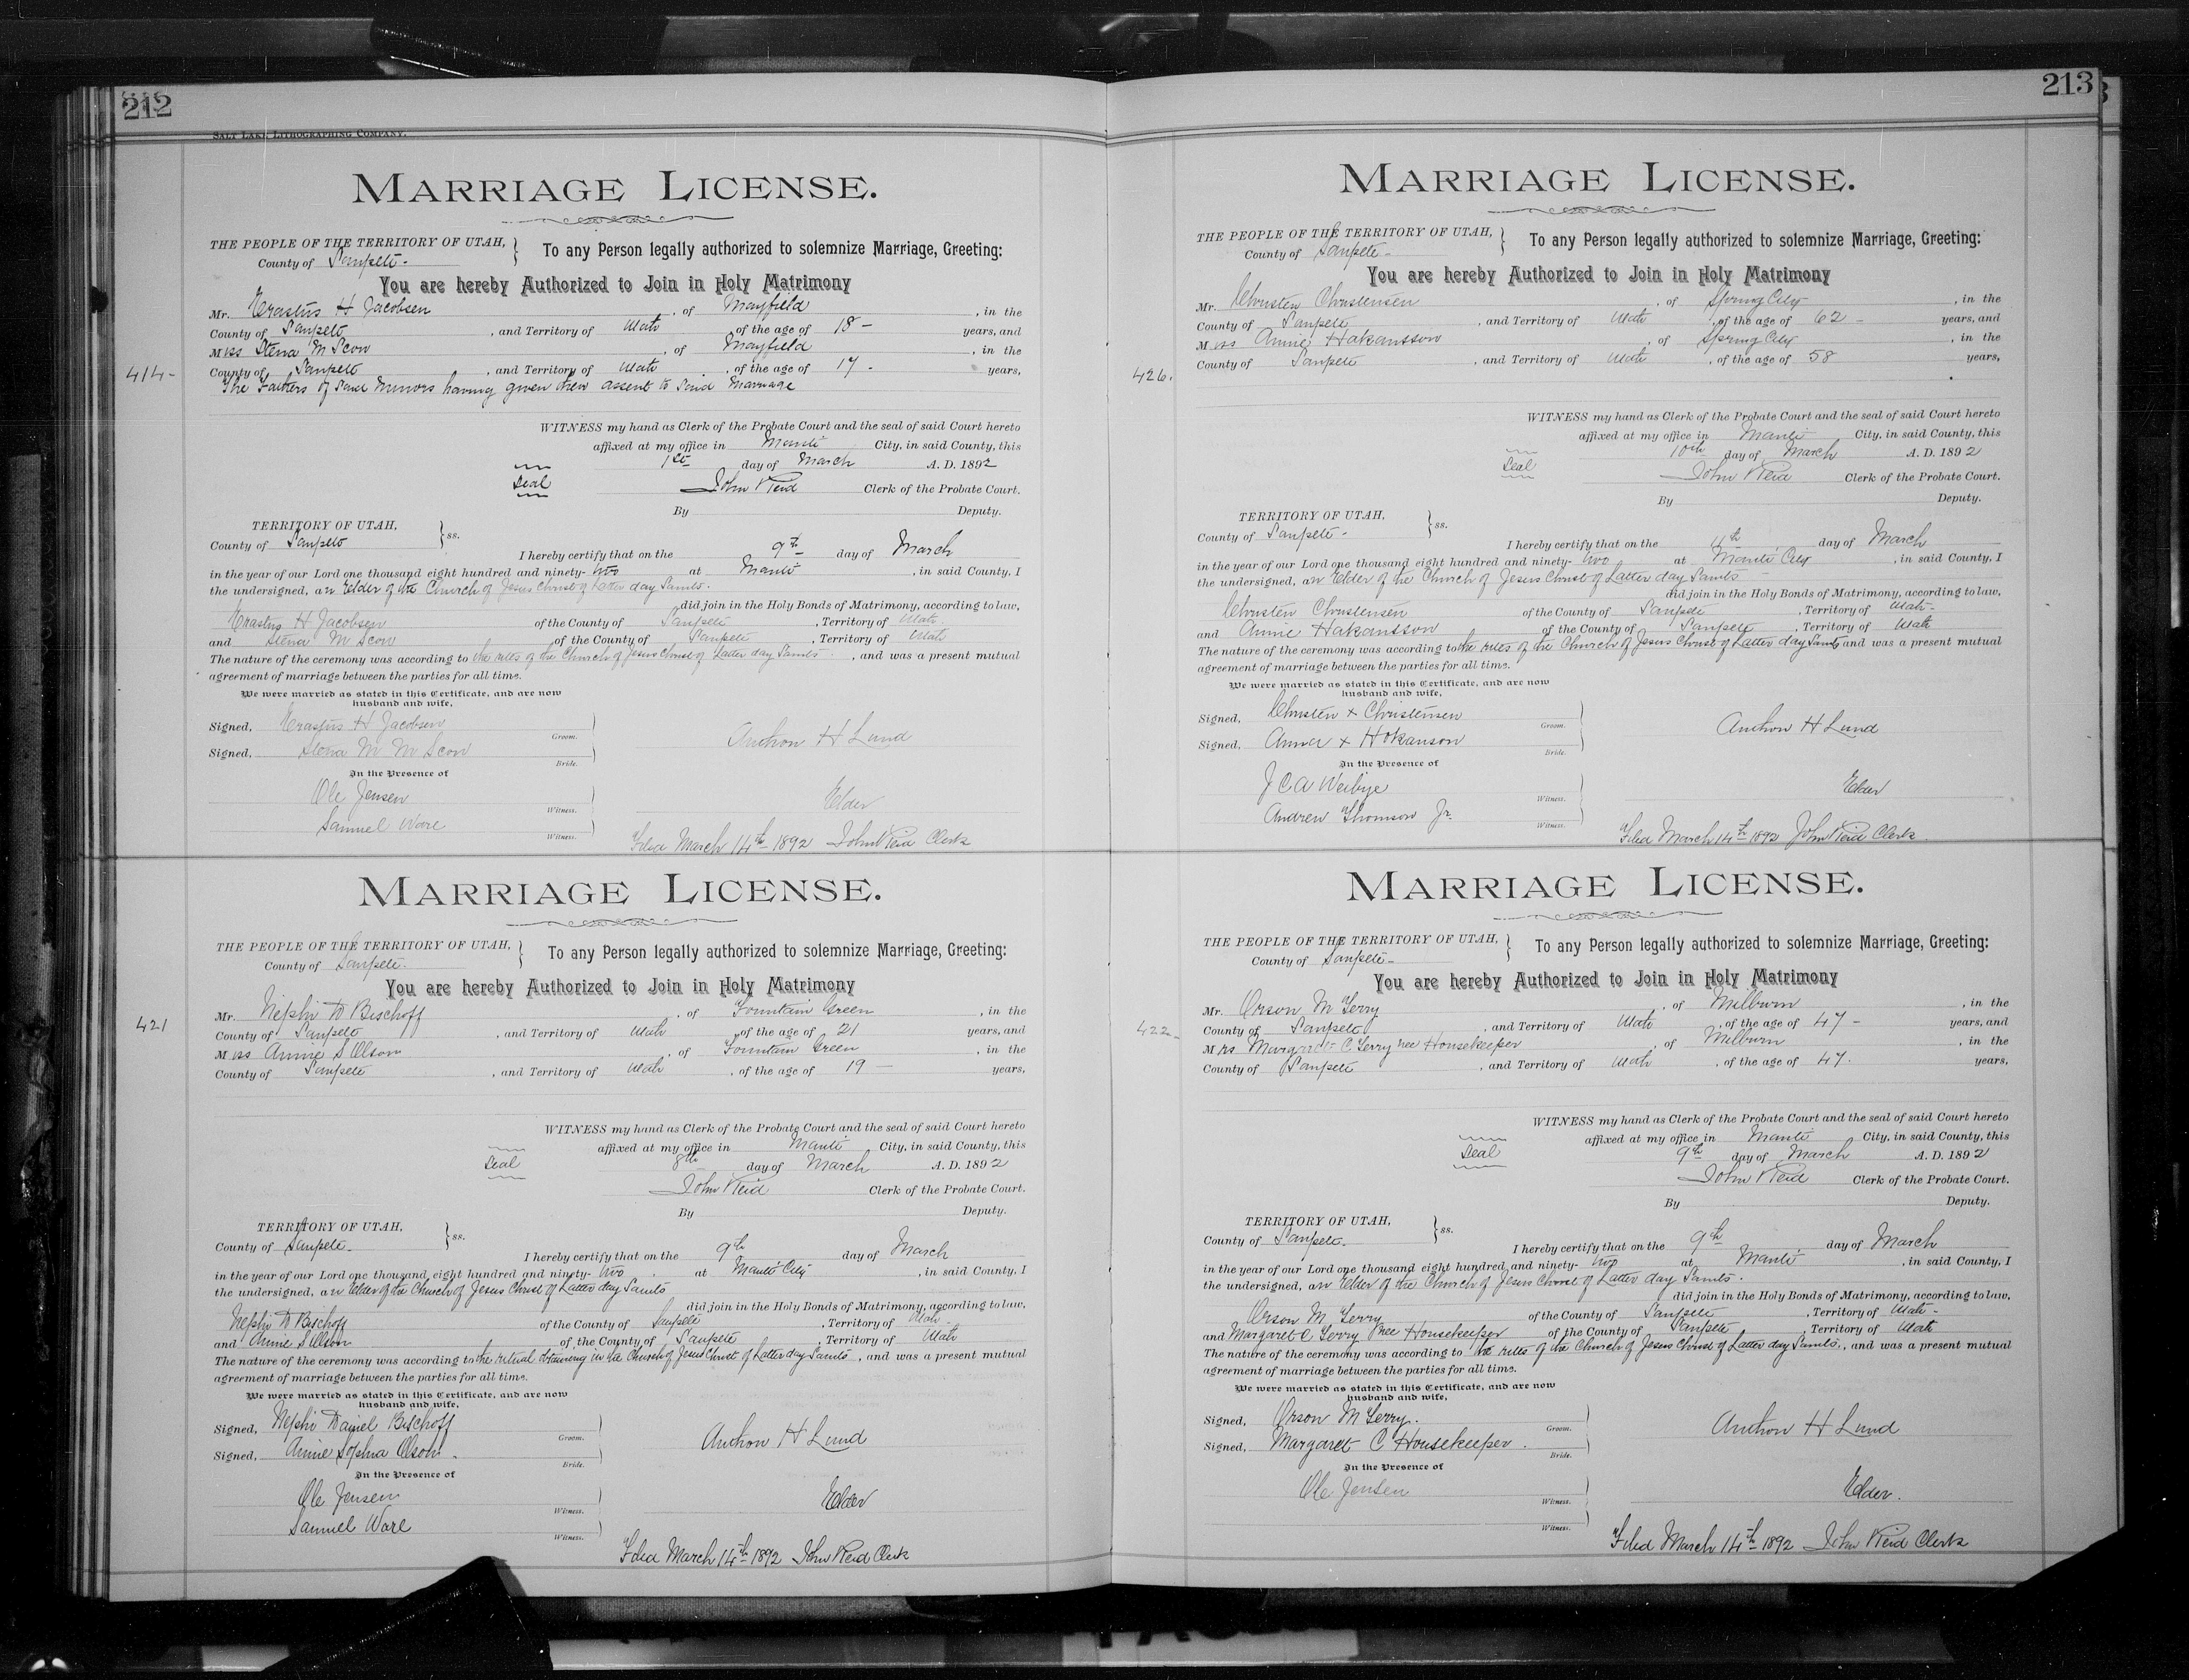 212
SALT LAKE LITHOGRAPHING COMPANY.
MARRIAGE LICENSE.
THE PEOPLE OF THE TERRITORY OF UTAH, } To any Person legally authorized to solemnize Marriage, Greeting:
County of Sanpete.
You are hereby Authorized to Join in Holy Matrimony
Mr. Erastus H Jacobsen, of Mayfield, in the
County of Sanpete, and Territory of Utah, of the age of 18 - years, and
Miss Stena M Scow, of Mayfield, in the
414- County of Sanpete, and Territory of Utah, of the age of 17. years,
The Fathers of said Minors having given their assent to said Marriage
WITNESS my hand as Clerk of the Probate Court and the seal of said Court hereto
affixed at my office in Manti City, in said County, this
1st day of March A. D. 1892
Seal John Reid Clerk of the Probate Court.
By Deputy.
TERRITORY OF UTAH,
County of Sanpete } ss.
I hereby certify that on the 9th day of March
in the year of our Lord one thousand eight hundred and ninety-two at Manti, in said County, I
the undersigned, an Elder of the Church of Jesus Christ of Latter day Saints.
did join in the Holy Bonds of Matrimony, according to law,
Erastus H Jacobsen of the County of Sanpete, Territory of Utah.
and Stena M Scow of the County of Sanpete, Territory of Utah
The nature of the ceremony was according to the rites of the Church of Jesus Christ of Latter day Saints, and was a present mutual
agreement of marriage between the parties for all time.
We were married as stated in this Certificate, and are now
husband and wife,
Signed, Erastus H Jacobsen Groom.
Anthon H Lund
Signed, Stena M M Scow Bride.
In the Presence of
Ole Jensen Witness. Elder
Samuel Ware Witness.
Filed March 14th 1892 John Reid Clerk
MARRIAGE LICENSE.
THE PEOPLE OF THE TERRITORY OF UTAH, } To any Person legally authorized to solemnize Marriage, Greeting:
County of Sanpete.
You are hereby Authorized to Join in Holy Matrimony
Mr. Nephi D Bischoff, of Fountain Green, in the
421 County of Sanpete, and Territory of Utah, of the age of 21 years, and
Miss Annie S Olson, of Fountain Green, in the
County of Sanpete, and Territory of Utah, of the age of 19 - years,
WITNESS my hand as Clerk of the Probate Court and the seal of said Court hereto
affixed at my office in Manti City, in said County, this
Seal 8th day of March A. D. 1892
John Reid Clerk of the Probate Court.
By Deputy.
TERRITORY OF UTAH,
County of Sanpete. } ss.
I hereby certify that on the 9th day of March
in the year of our Lord one thousand eight hundred and ninety-two at Manti City, in said County, I
the undersigned, an Elder of the Church of Jesus Christ of Latter day Saints
did join in the Holy Bonds of Matrimony, according to law,
Nephi D Bischoff of the County of Sanpete, Territory of Utah.
and Annie S Olson of the County of Sanpete, Territory of Utah
The nature of the ceremony was according to the ritual obtaining in the Church of Jesus Christ of Latter day Saints, and was a present mutual
agreement of marriage between the parties for all time.
We were married as stated in this Certificate, and are now
husband and wife,
Signed, Nephi Daniel Bischoff Groom.
Anthon H Lund
Signed, Annie Sophia Olson. Bride.
In the Presence of
Ole Jensen Witness. Elder
Samuel Ware Witness.
Filed March 14th 1892 John Reid Clerk
213
MARRIAGE LICENSE.
THE PEOPLE OF THE TERRITORY OF UTAH, } To any Person legally authorized to solemnize Marriage, Greeting:
County of Sanpete-
You are hereby Authorized to Join in Holy Matrimony
Mr. Christen Christensen, of Spring City, in the
County of Sanpete, and Territory of Utah, of the age of 62 - years, and
Miss Annie Hakansson, of Spring City, in the
426. County of Sanpete, and Territory of Utah, of the age of 58 years,
WITNESS my hand as Clerk of the Probate Court and the seal of said Court hereto
affixed at my office in Manti City, in said County, this
10th day of March A. D. 1892
Seal John Reid Clerk of the Probate Court.
By Deputy.
TERRITORY OF UTAH,
County of Sanpete- } ss.
I hereby certify that on the 11th day of March
in the year of our Lord one thousand eight hundred and ninety-two at Manti City, in said County, I
the undersigned, an Elder of the Church of Jesus Christ of Latter day Saints
did join in the Holy Bonds of Matrimony, according to law,
Christen Christensen of the County of Sanpete, Territory of Utah-
and Annie Hakansson of the County of Sanpete, Territory of Utah
The nature of the ceremony was according to the rites of the Church of Jesus Christ of Latter day Saints and was a present mutual
agreement of marriage between the parties for all time.
We were married as stated in this Certificate, and are now
husband and wife,
Signed, Christen x Christensen Groom.
Anthon H Lund
Signed, Anna x Hokanson Bride.
In the Presence of
J C A Weibye Witness. Elder
Andrew Thomson Jr. Witness.
Filed March 14th 1892 John Reid Clerk.
MARRIAGE LICENSE.
THE PEOPLE OF THE TERRITORY OF UTAH, } To any Person legally authorized to solemnize Marriage, Greeting:
County of Sanpete-
You are hereby Authorized to Join in Holy Matrimony
Mr. Orson M Terry, of Milburn, in the
422- County of Sanpete, and Territory of Utah, of the age of 47 - years, and
Mrs Margaret C Terry nee Housekeeper, of Milburn, in the
County of Sanpete, and Territory of Utah, of the age of 47. years,
WITNESS my hand as Clerk of the Probate Court and the seal of said Court hereto
affixed at my office in Manti City, in said County, this
Seal 9th day of March A. D. 1892
John Reid Clerk of the Probate Court.
By Deputy.
TERRITORY OF UTAH,
County of Sanpete. } ss.
I hereby certify that on the 9th day of March
in the year of our Lord one thousand eight hundred and ninety-two at Manti, in said County, I
the undersigned, an Elder of the Church of Jesus Christ of Latter day Saints.
did join in the Holy Bonds of Matrimony, according to law,
Orson M Terry of the County of Sanpete, Territory of Utah-
and Margaret C Terry nee Housekeeper of the County of Sanpete, Territory of Utah
The nature of the ceremony was according to the rites of the Church of Jesus Christ of Latter day Saints, and was a present mutual
agreement of marriage between the parties for all time.
We were married as stated in this Certificate, and are now
husband and wife,
Signed, Orson M Terry. Groom.
Anthon H Lund
Signed, Margaret C Housekeeper. Bride.
In the Presence of
Ole Jensen Witness. Elder.
Witness.
Filed March 14th 1892 John Reid Clerk